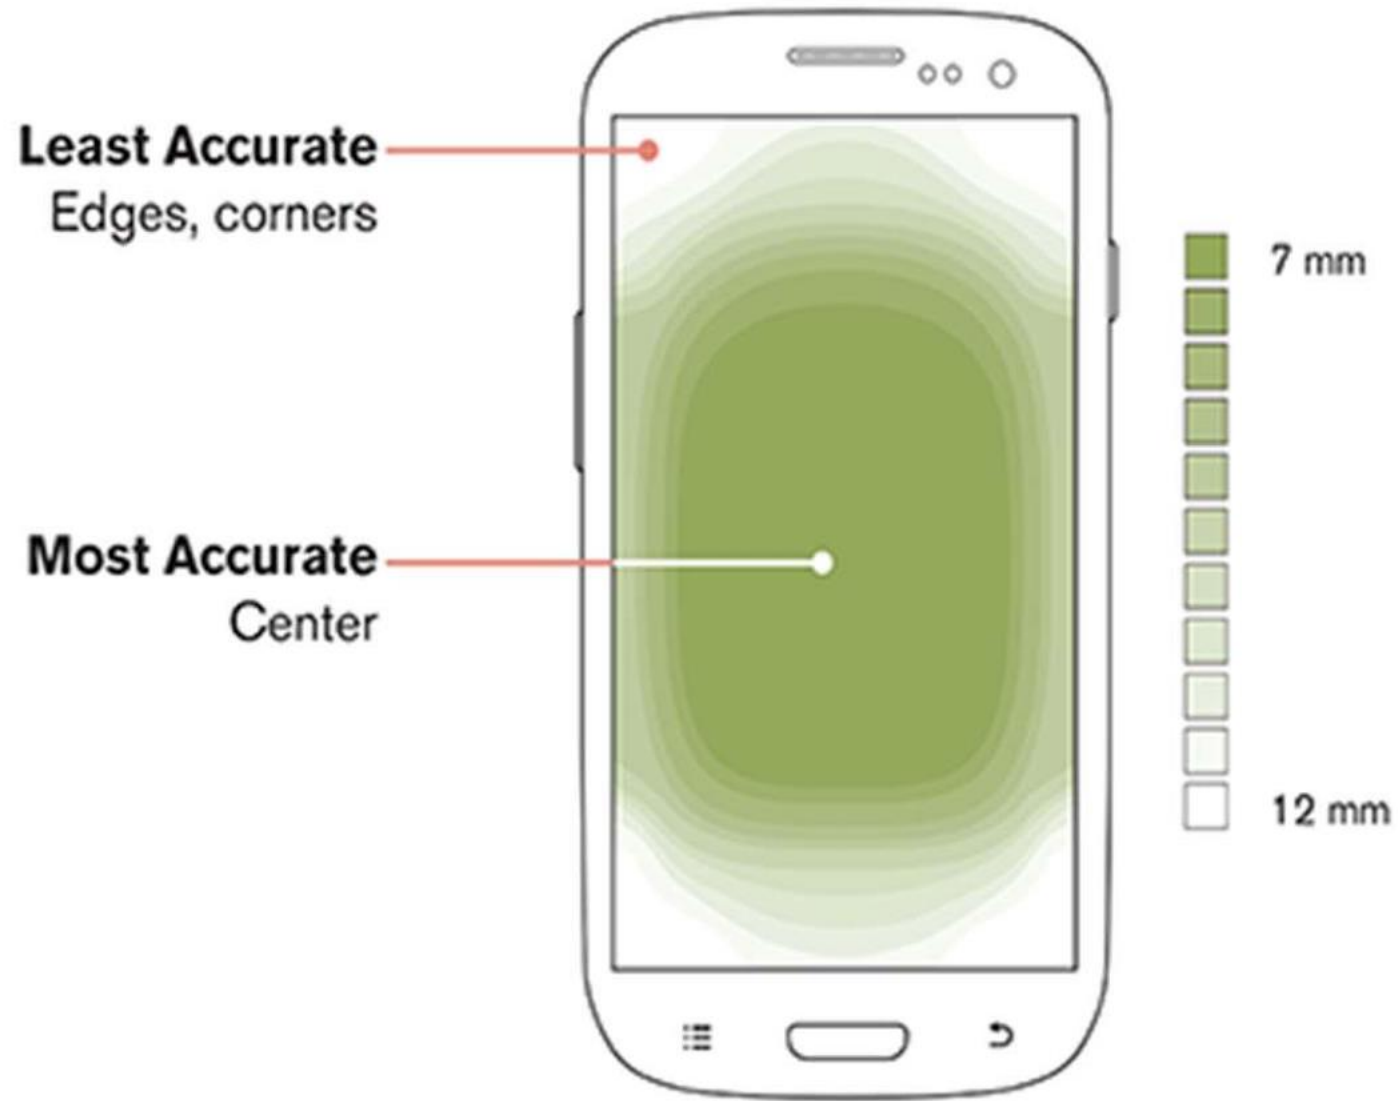 Least Accurate
Edges, corners
7 mm
Most Accurate
Center
12 mm